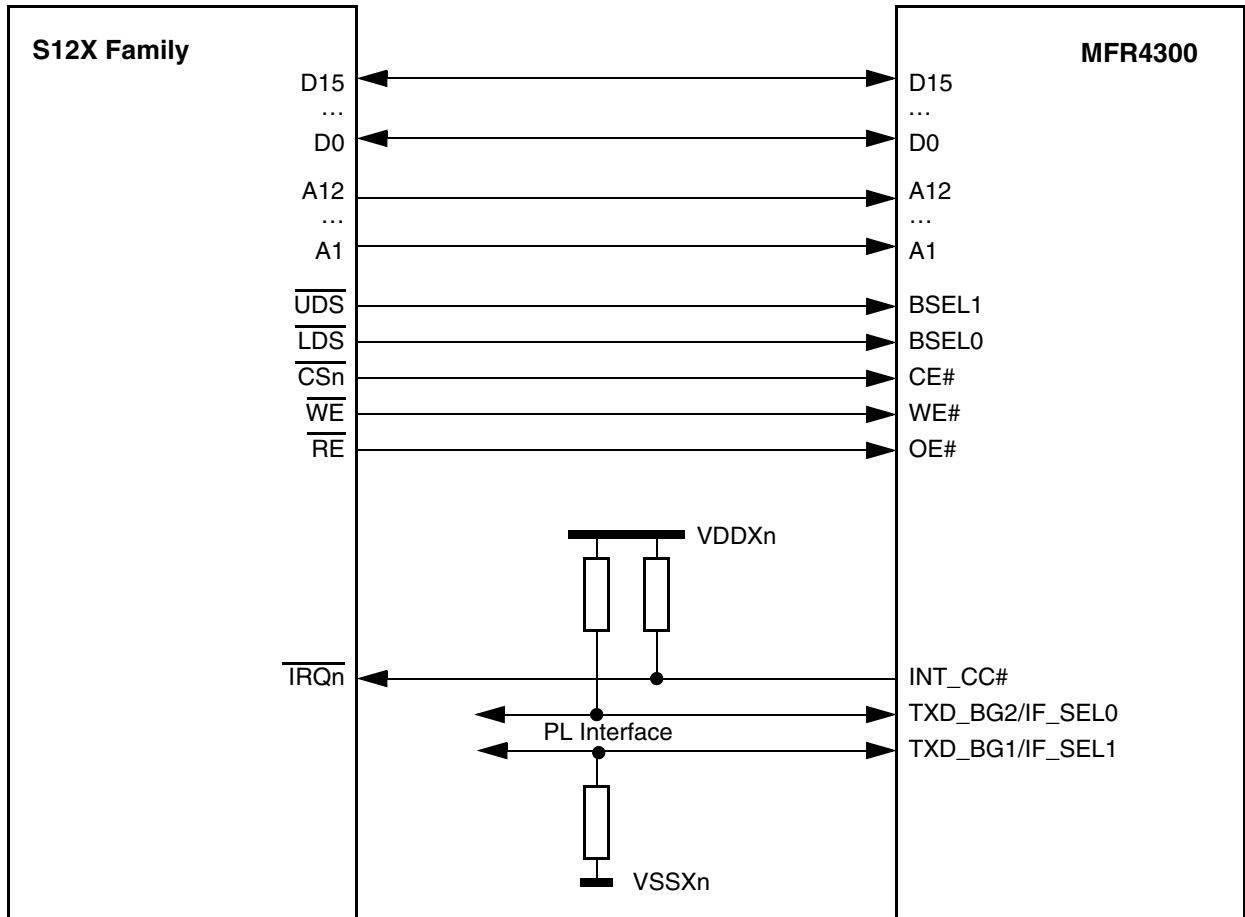 S12X Family
MFR4300
D15 D15
... ...
D0 D0
A12 A12
... ...
A1 A1
UDS BSEL1
LDS BSEL0
CSn CE#
WE WE#
RE OE#
VDDXn
IRQn INT_CC#
TXD_BG2/IF_SEL0
PL Interface
TXD_BG1/IF_SEL1
VSSXn